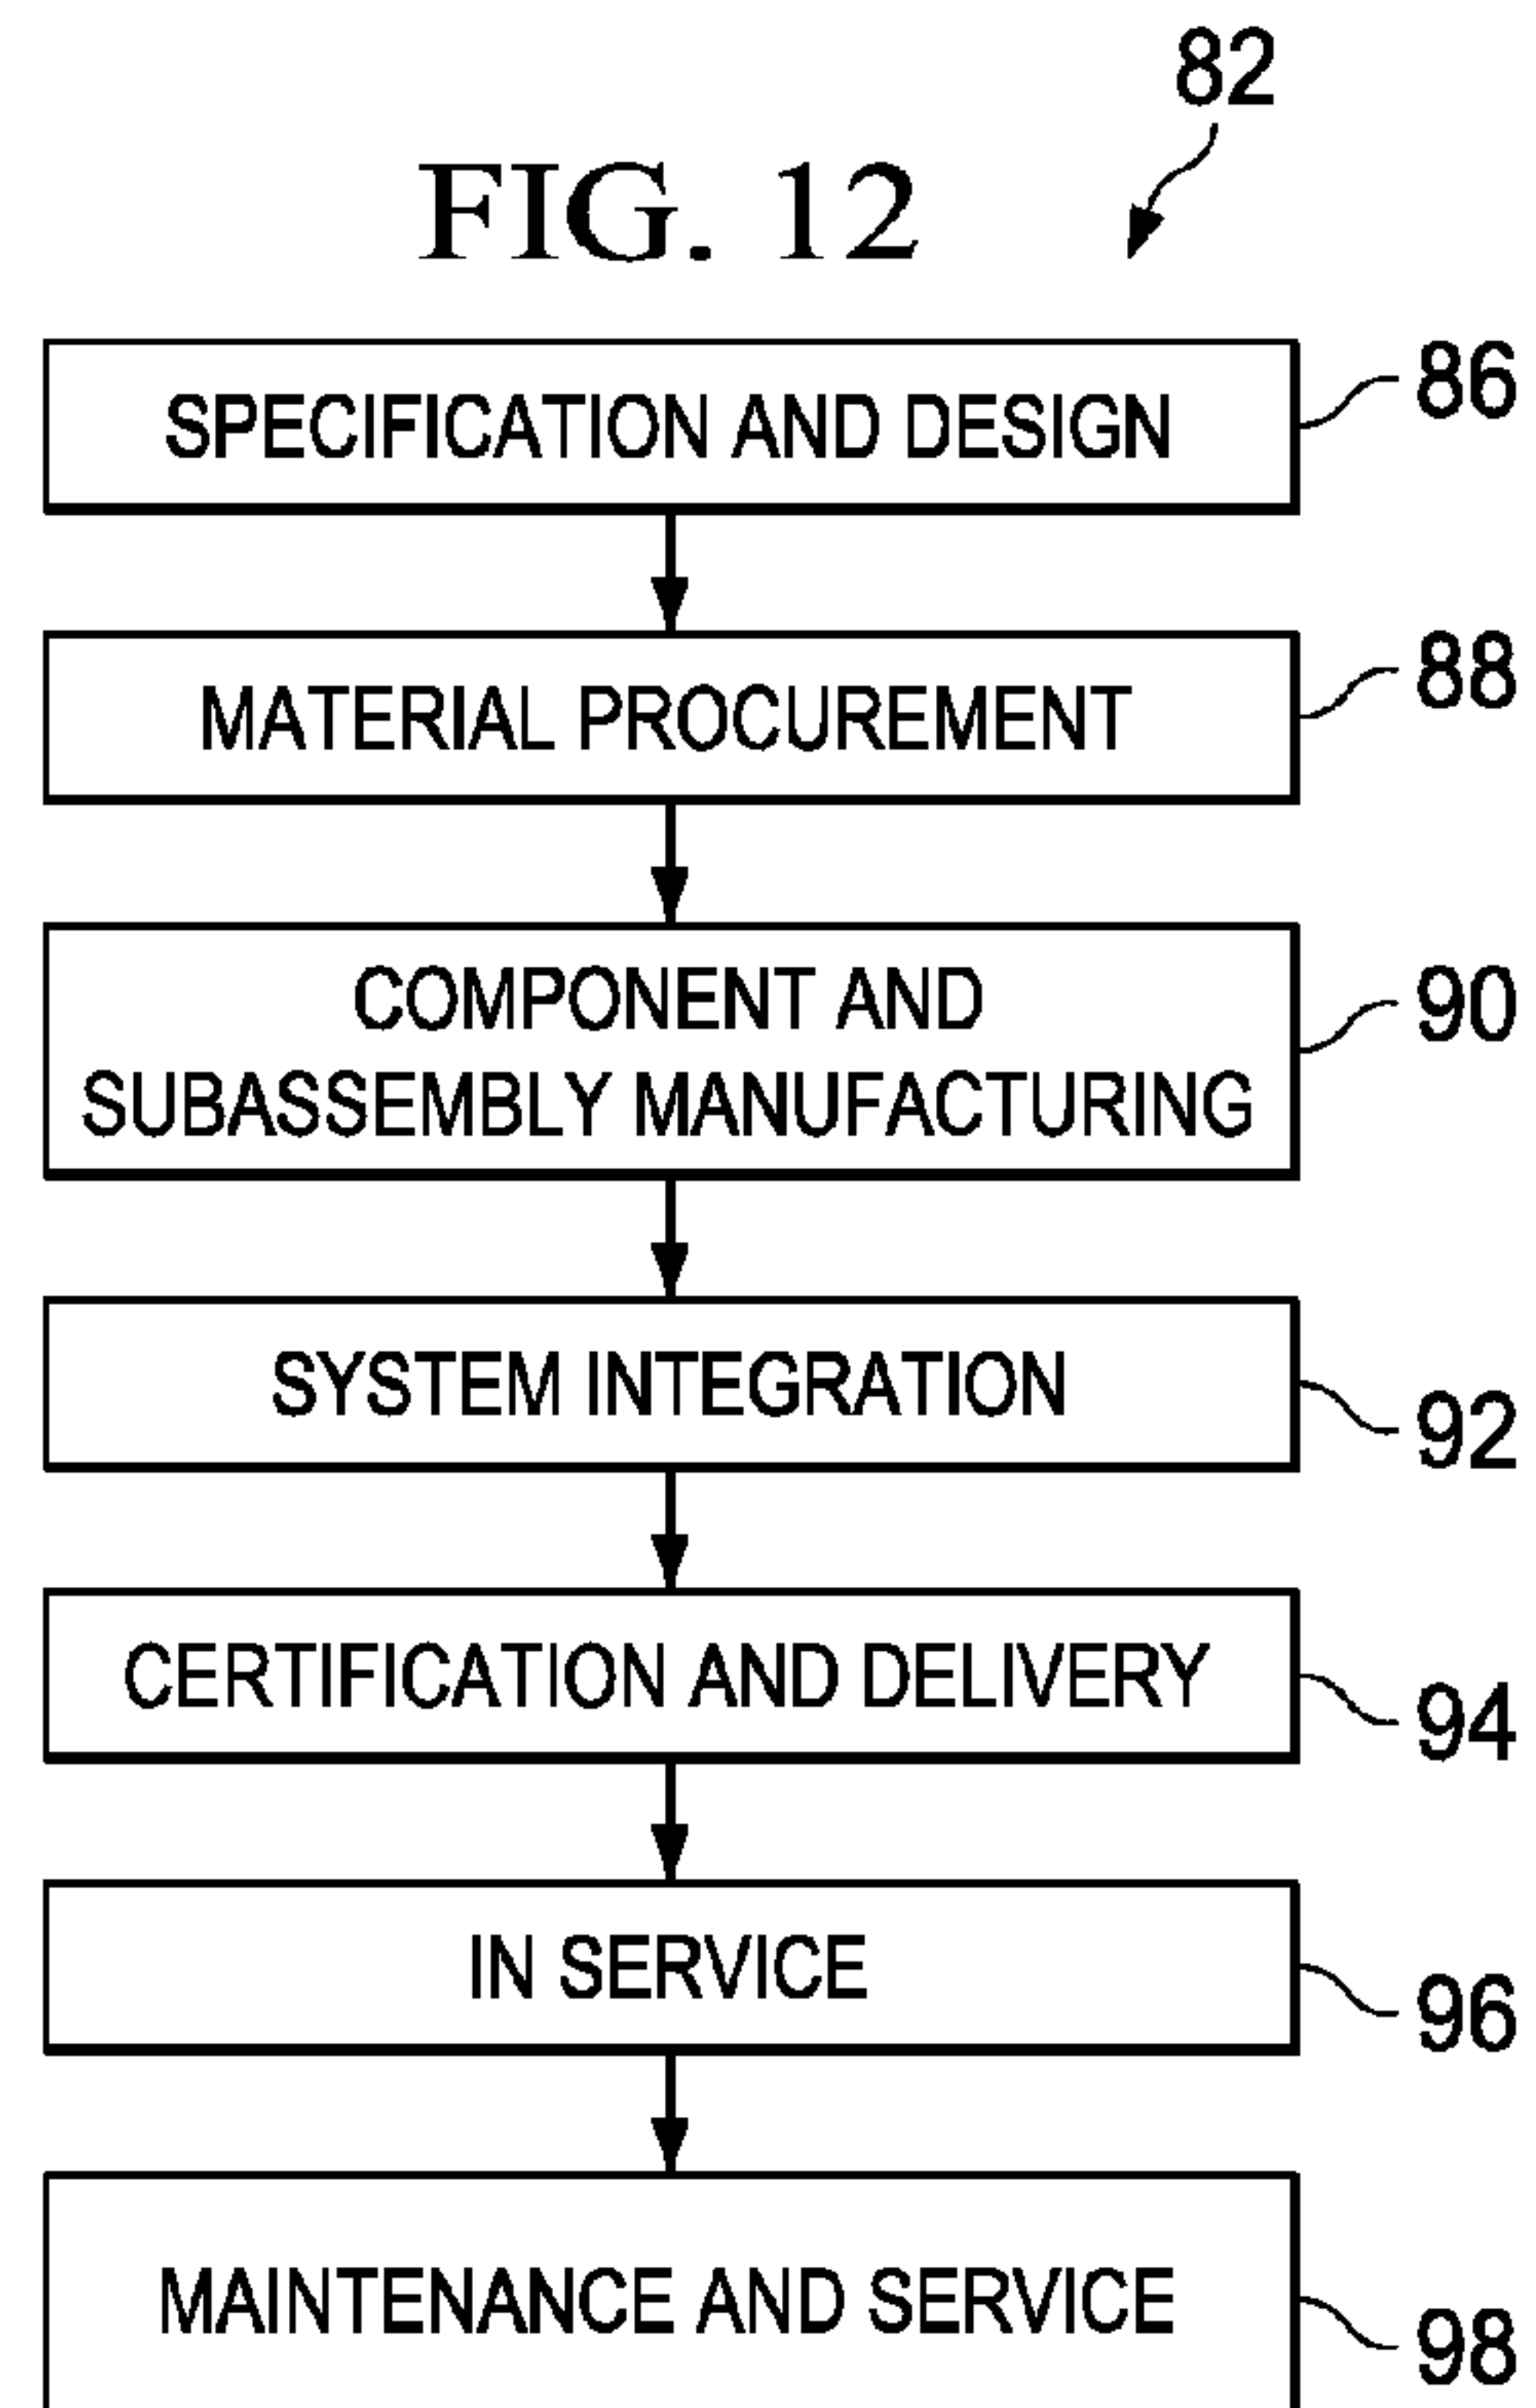 82
FIG. 12
SPECIFICATION AND DESIGN
86
MATERIAL PROCUREMENT
88
COMPONENT AND
SUBASSEMBLY MANUFACTURING
90
SYSTEM INTEGRATION
92
CERTIFICATION AND DELIVERY
94
IN SERVICE
96
MAINTENANCE AND SERVICE
98